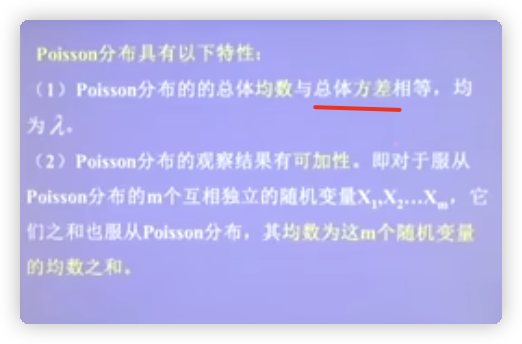 Poisson分布具有以下特性：
（1）Poisson分布的的总体均数与总体方差相等，均
为λ。
（2）Poisson分布的观察结果有可加性。即对于服从
Poisson分布的m个互相独立的随机变量X₁,X₂…Xₘ，它
们之和也服从Poisson分布，其均数为这m个随机变量
的均数之和。